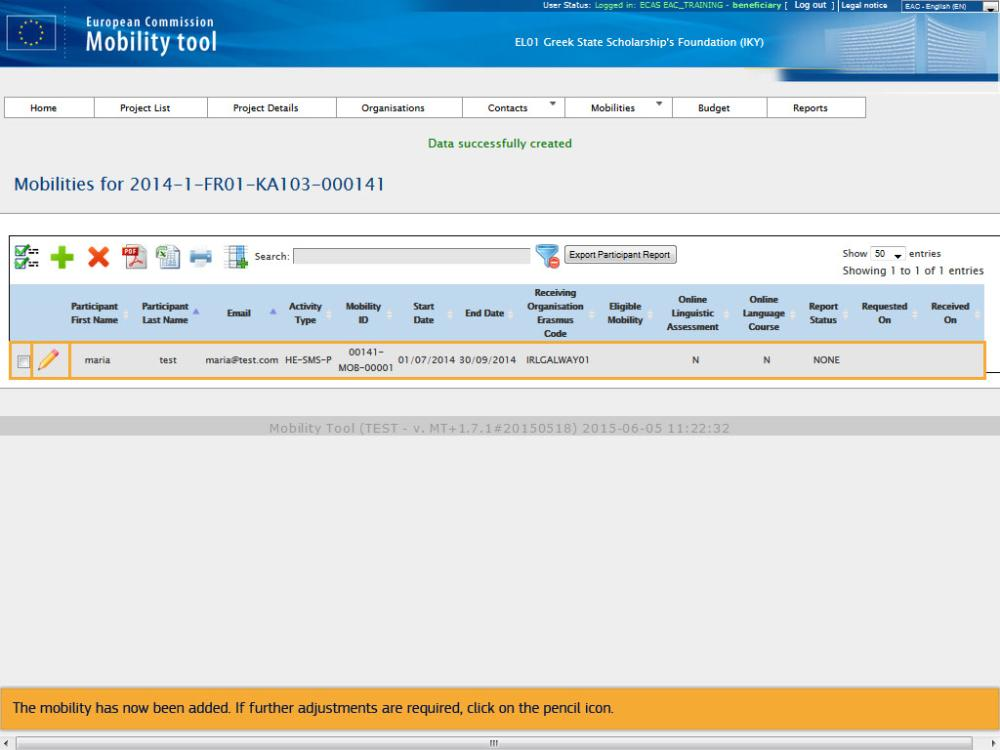 User Status: Logged in: ECAS EAC_TRAINING - beneficiary [ Log out ] Legal notice EAC - English (EN)
European Commission
Mobility tool
EL01 Greek State Scholarship's Foundation (IKY)
Home Project List Project Details Organisations Contacts Mobilities Budget Reports
Data successfully created
Mobilities for 2014-1-FR01-KA103-000141
PDF
Search:
Export Participant Report
Show 50 entries
Showing 1 to 1 of 1 entries
Participant First Name
Participant Last Name
Email
Activity Type
Mobility ID
Start Date
End Date
Receiving Organisation Erasmus Code
Eligible Mobility
Online Linguistic Assessment
Online Language Course
Report Status
Requested On
Received On
maria test maria@test.com HE-SMS-P 00141-MOB-00001 01/07/2014 30/09/2014 IRLGALWAY01 N N NONE
Mobility Tool (TEST - v. MT+1.7.1#20150518) 2015-06-05 11:22:32
The mobility has now been added. If further adjustments are required, click on the pencil icon.